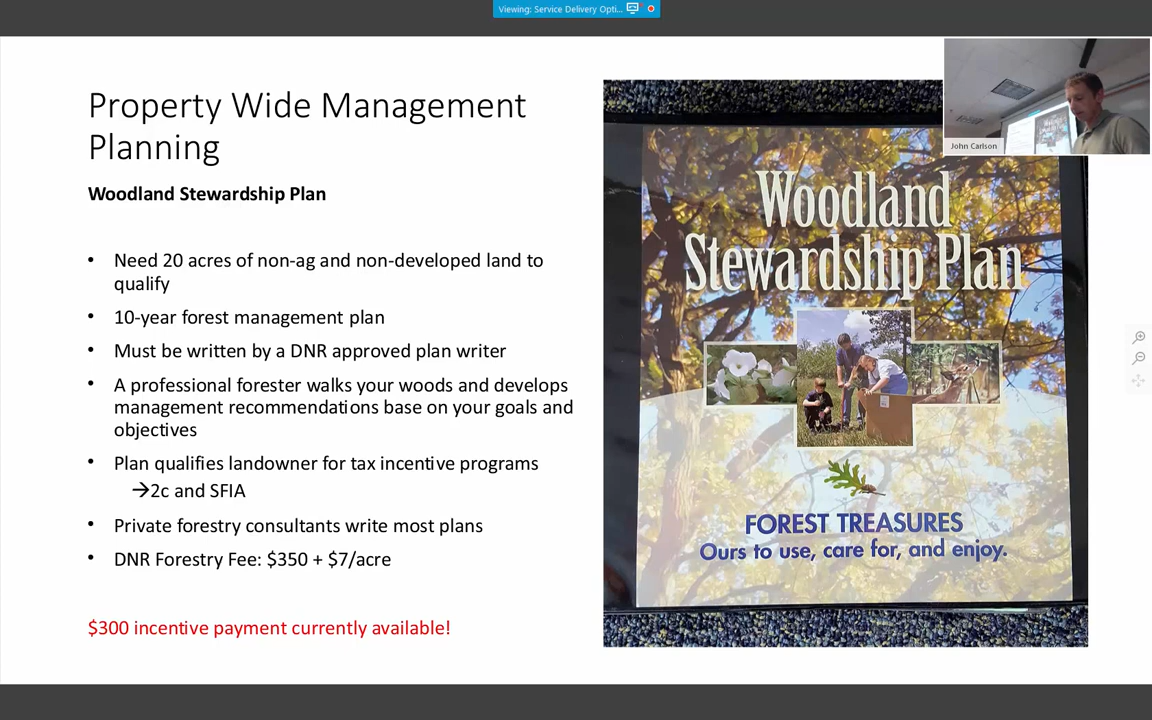 Viewing: Service Delivery Opti...
Property Wide Management
Planning
Woodland Stewardship Plan
• Need 20 acres of non-ag and non-developed land to
qualify
• 10-year forest management plan
• Must be written by a DNR approved plan writer
• A professional forester walks your woods and develops
management recommendations base on your goals and
objectives
• Plan qualifies landowner for tax incentive programs
→2c and SFIA
• Private forestry consultants write most plans
• DNR Forestry Fee: $350 + $7/acre
$300 incentive payment currently available!
Woodland
Stewardship Plan
FOREST TREASURES
Ours to use, care for, and enjoy.
John Carlson